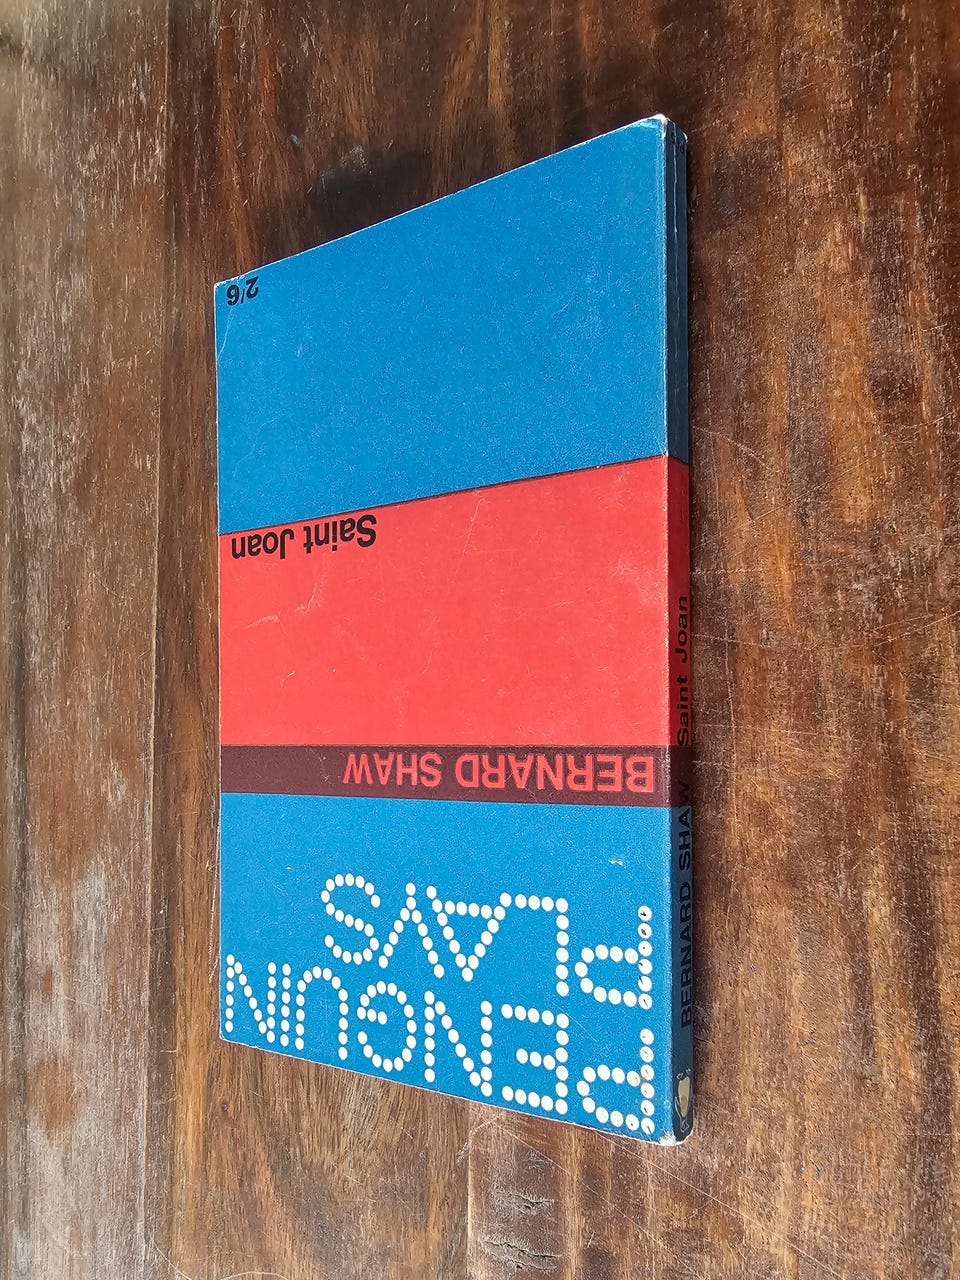 PENGUIN
PLAYS
BERNARD SHAW
Saint Joan
2/6
BERNARD SHAW Saint Joan